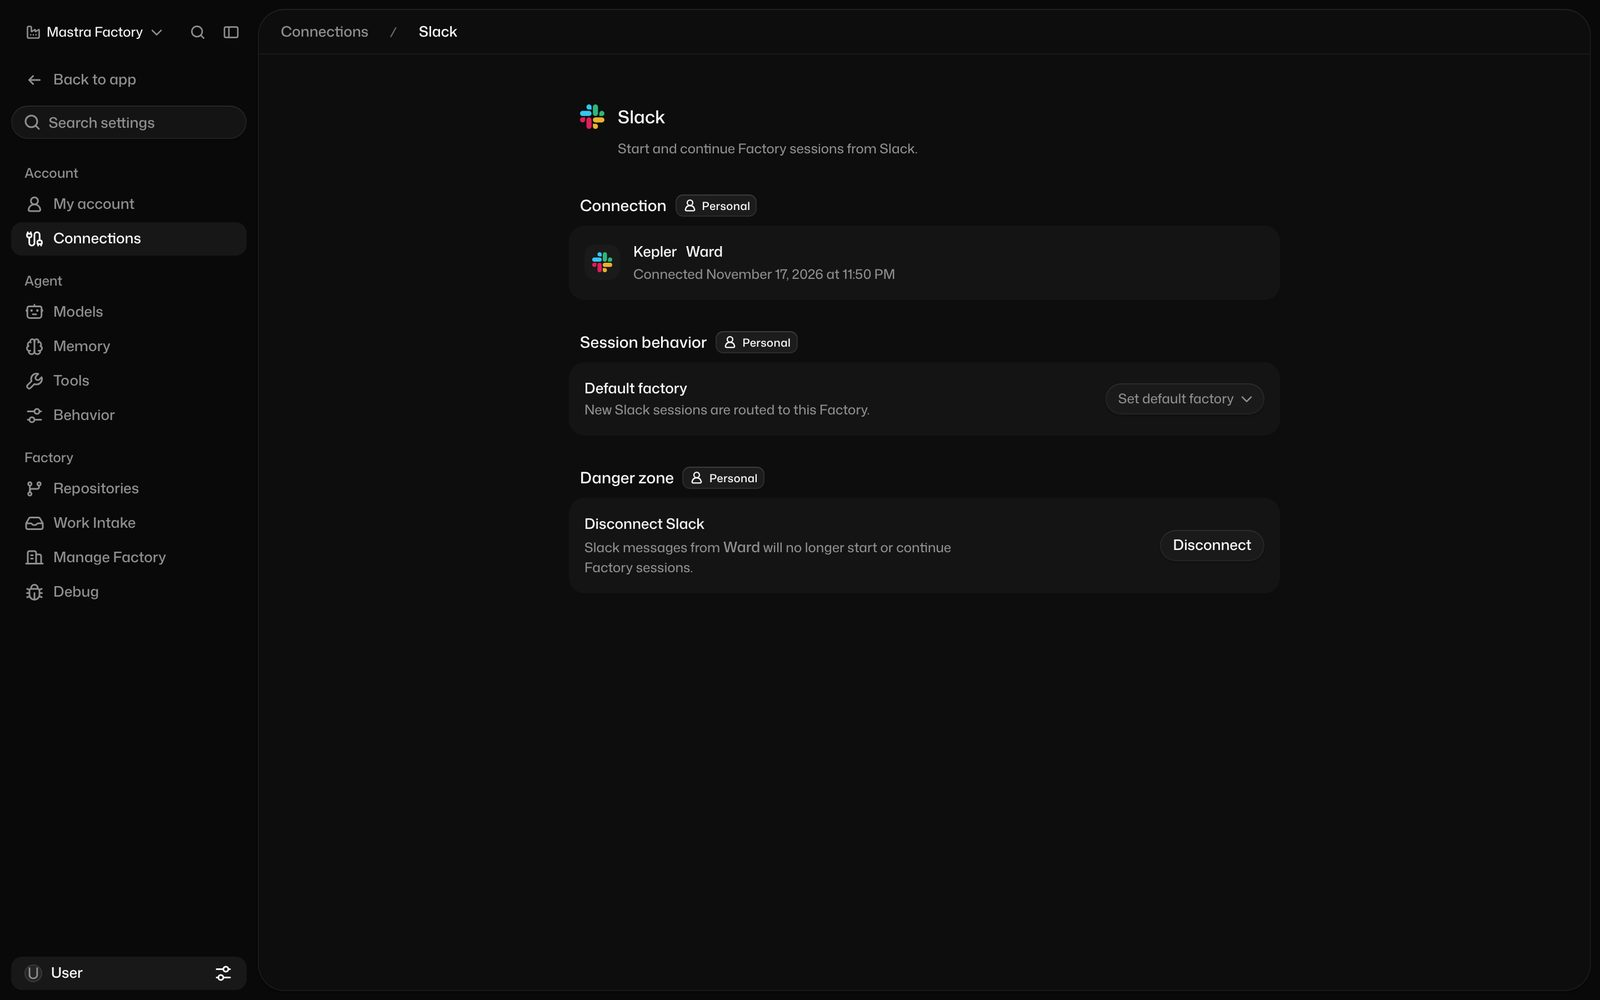 Mastra Factory
Back to app
Search settings
Account
My account
Connections
Agent
Models
Memory
Tools
Behavior
Factory
Repositories
Work Intake
Manage Factory
Debug
U User
Connections / Slack
Slack
Start and continue Factory sessions from Slack.
Connection Personal
Kepler Ward
Connected November 17, 2026 at 11:50 PM
Session behavior Personal
Default factory
New Slack sessions are routed to this Factory.
Set default factory
Danger zone Personal
Disconnect Slack
Slack messages from Ward will no longer start or continue
Factory sessions.
Disconnect